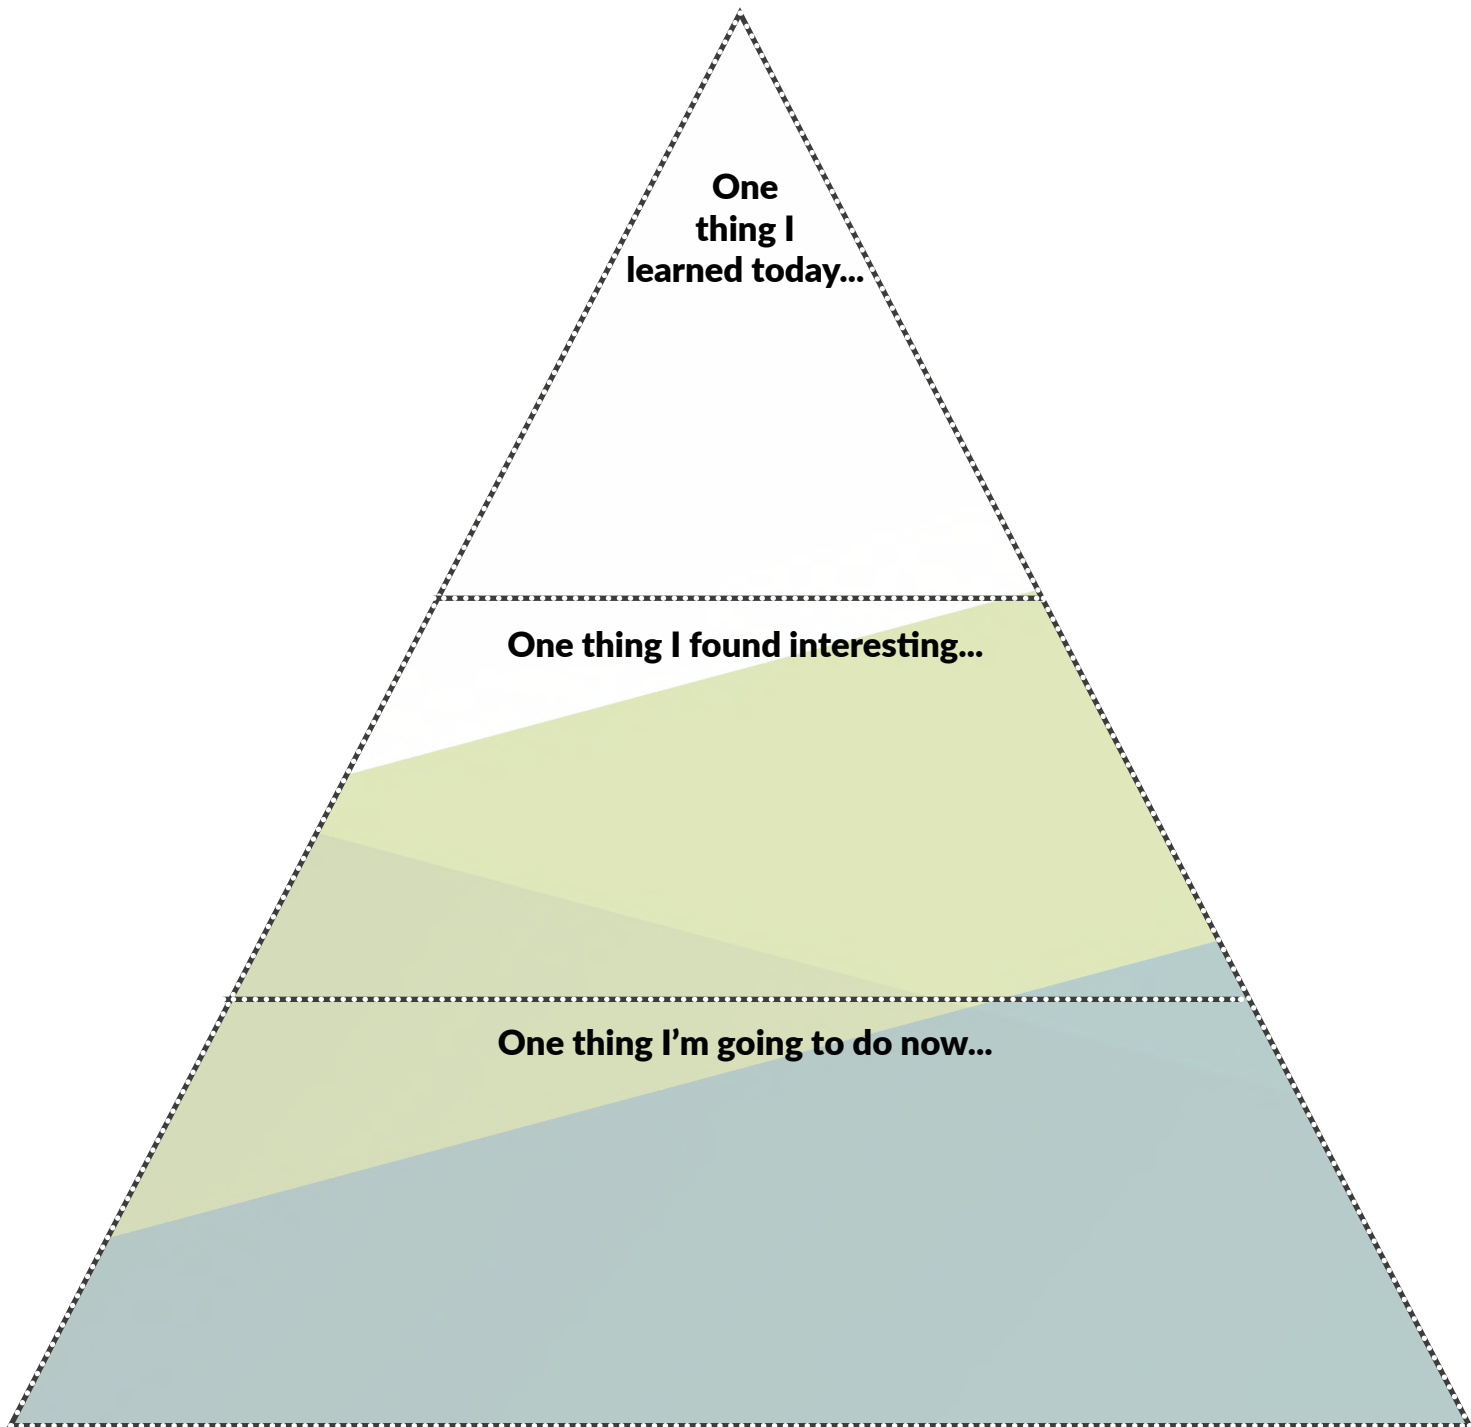 One
thing I
learned today...
One thing I found interesting...
One thing I’m going to do now...